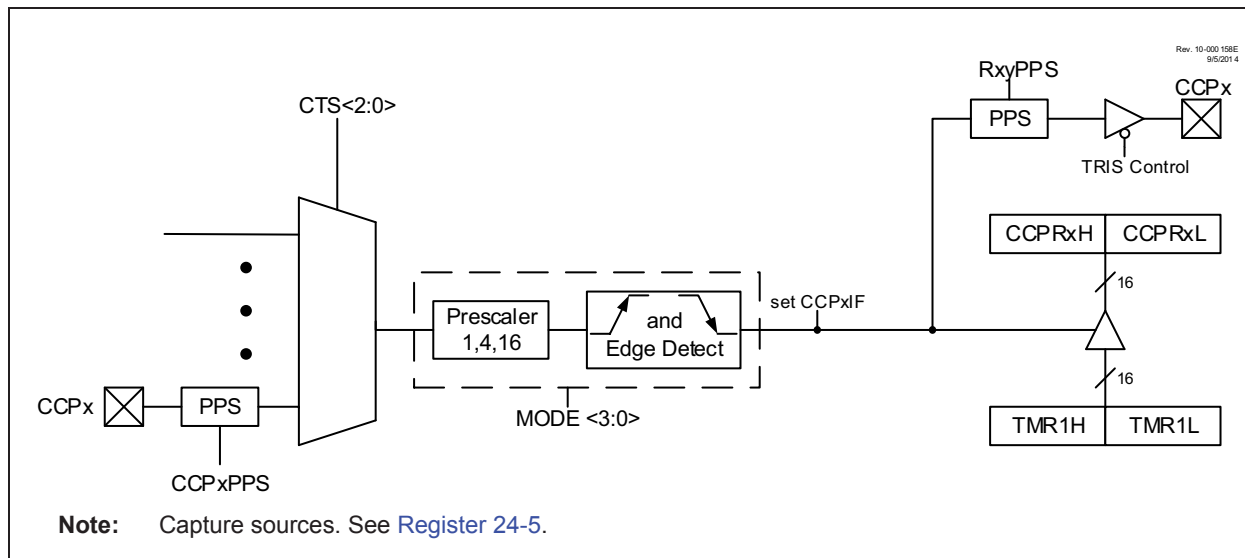 Rev. 10-000 158E
9/5/201 4
RxyPPS
CCPx
CTS<2:0>
PPS
TRIS Control
CCPRxH
CCPRxL
16
set CCPxIF
Prescaler
1,4,16
and
Edge Detect
16
CCPx
PPS
MODE <3:0>
TMR1H
TMR1L
CCPxPPS
Note: Capture sources. See Register 24-5.